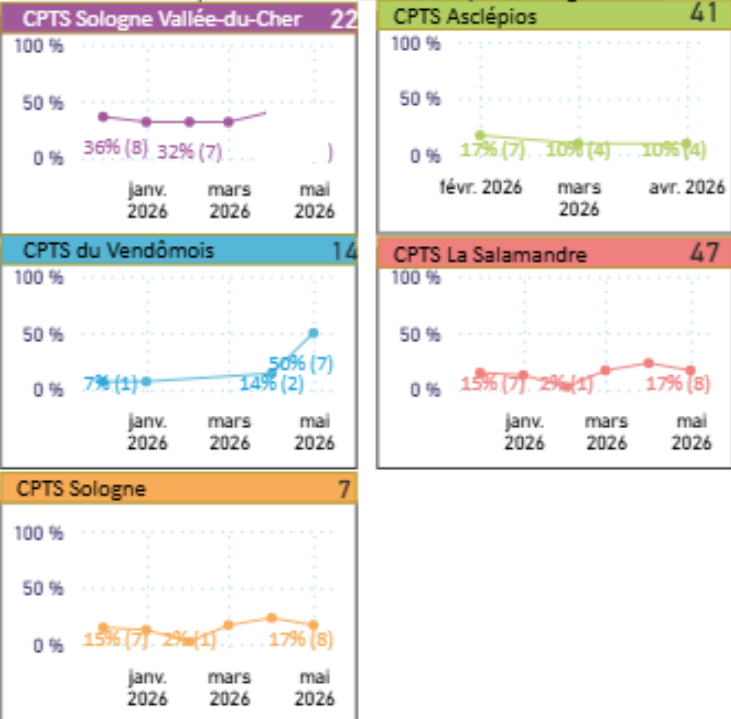 CPTS Sologne Vallée-du-Cher 22
100 %
50 %
0 %
36% (8) 32% (7) )
janv. mars mai
2026 2026 2026
CPTS Asclépios 41
100 %
50 %
0 %
17% (7) 10% (4) 10% (4)
févr. 2026 mars avr. 2026
2026
CPTS du Vendômois 14
100 %
50 %
50% (7)
0 %
7% (1) 14% (2)
janv. mars mai
2026 2026 2026
CPTS La Salamandre 47
100 %
50 %
0 %
15% (7) 2% (1) 17% (8)
janv. mars mai
2026 2026 2026
CPTS Sologne 7
100 %
50 %
0 %
15% (7) 2% (1) 17% (8)
janv. mars mai
2026 2026 2026